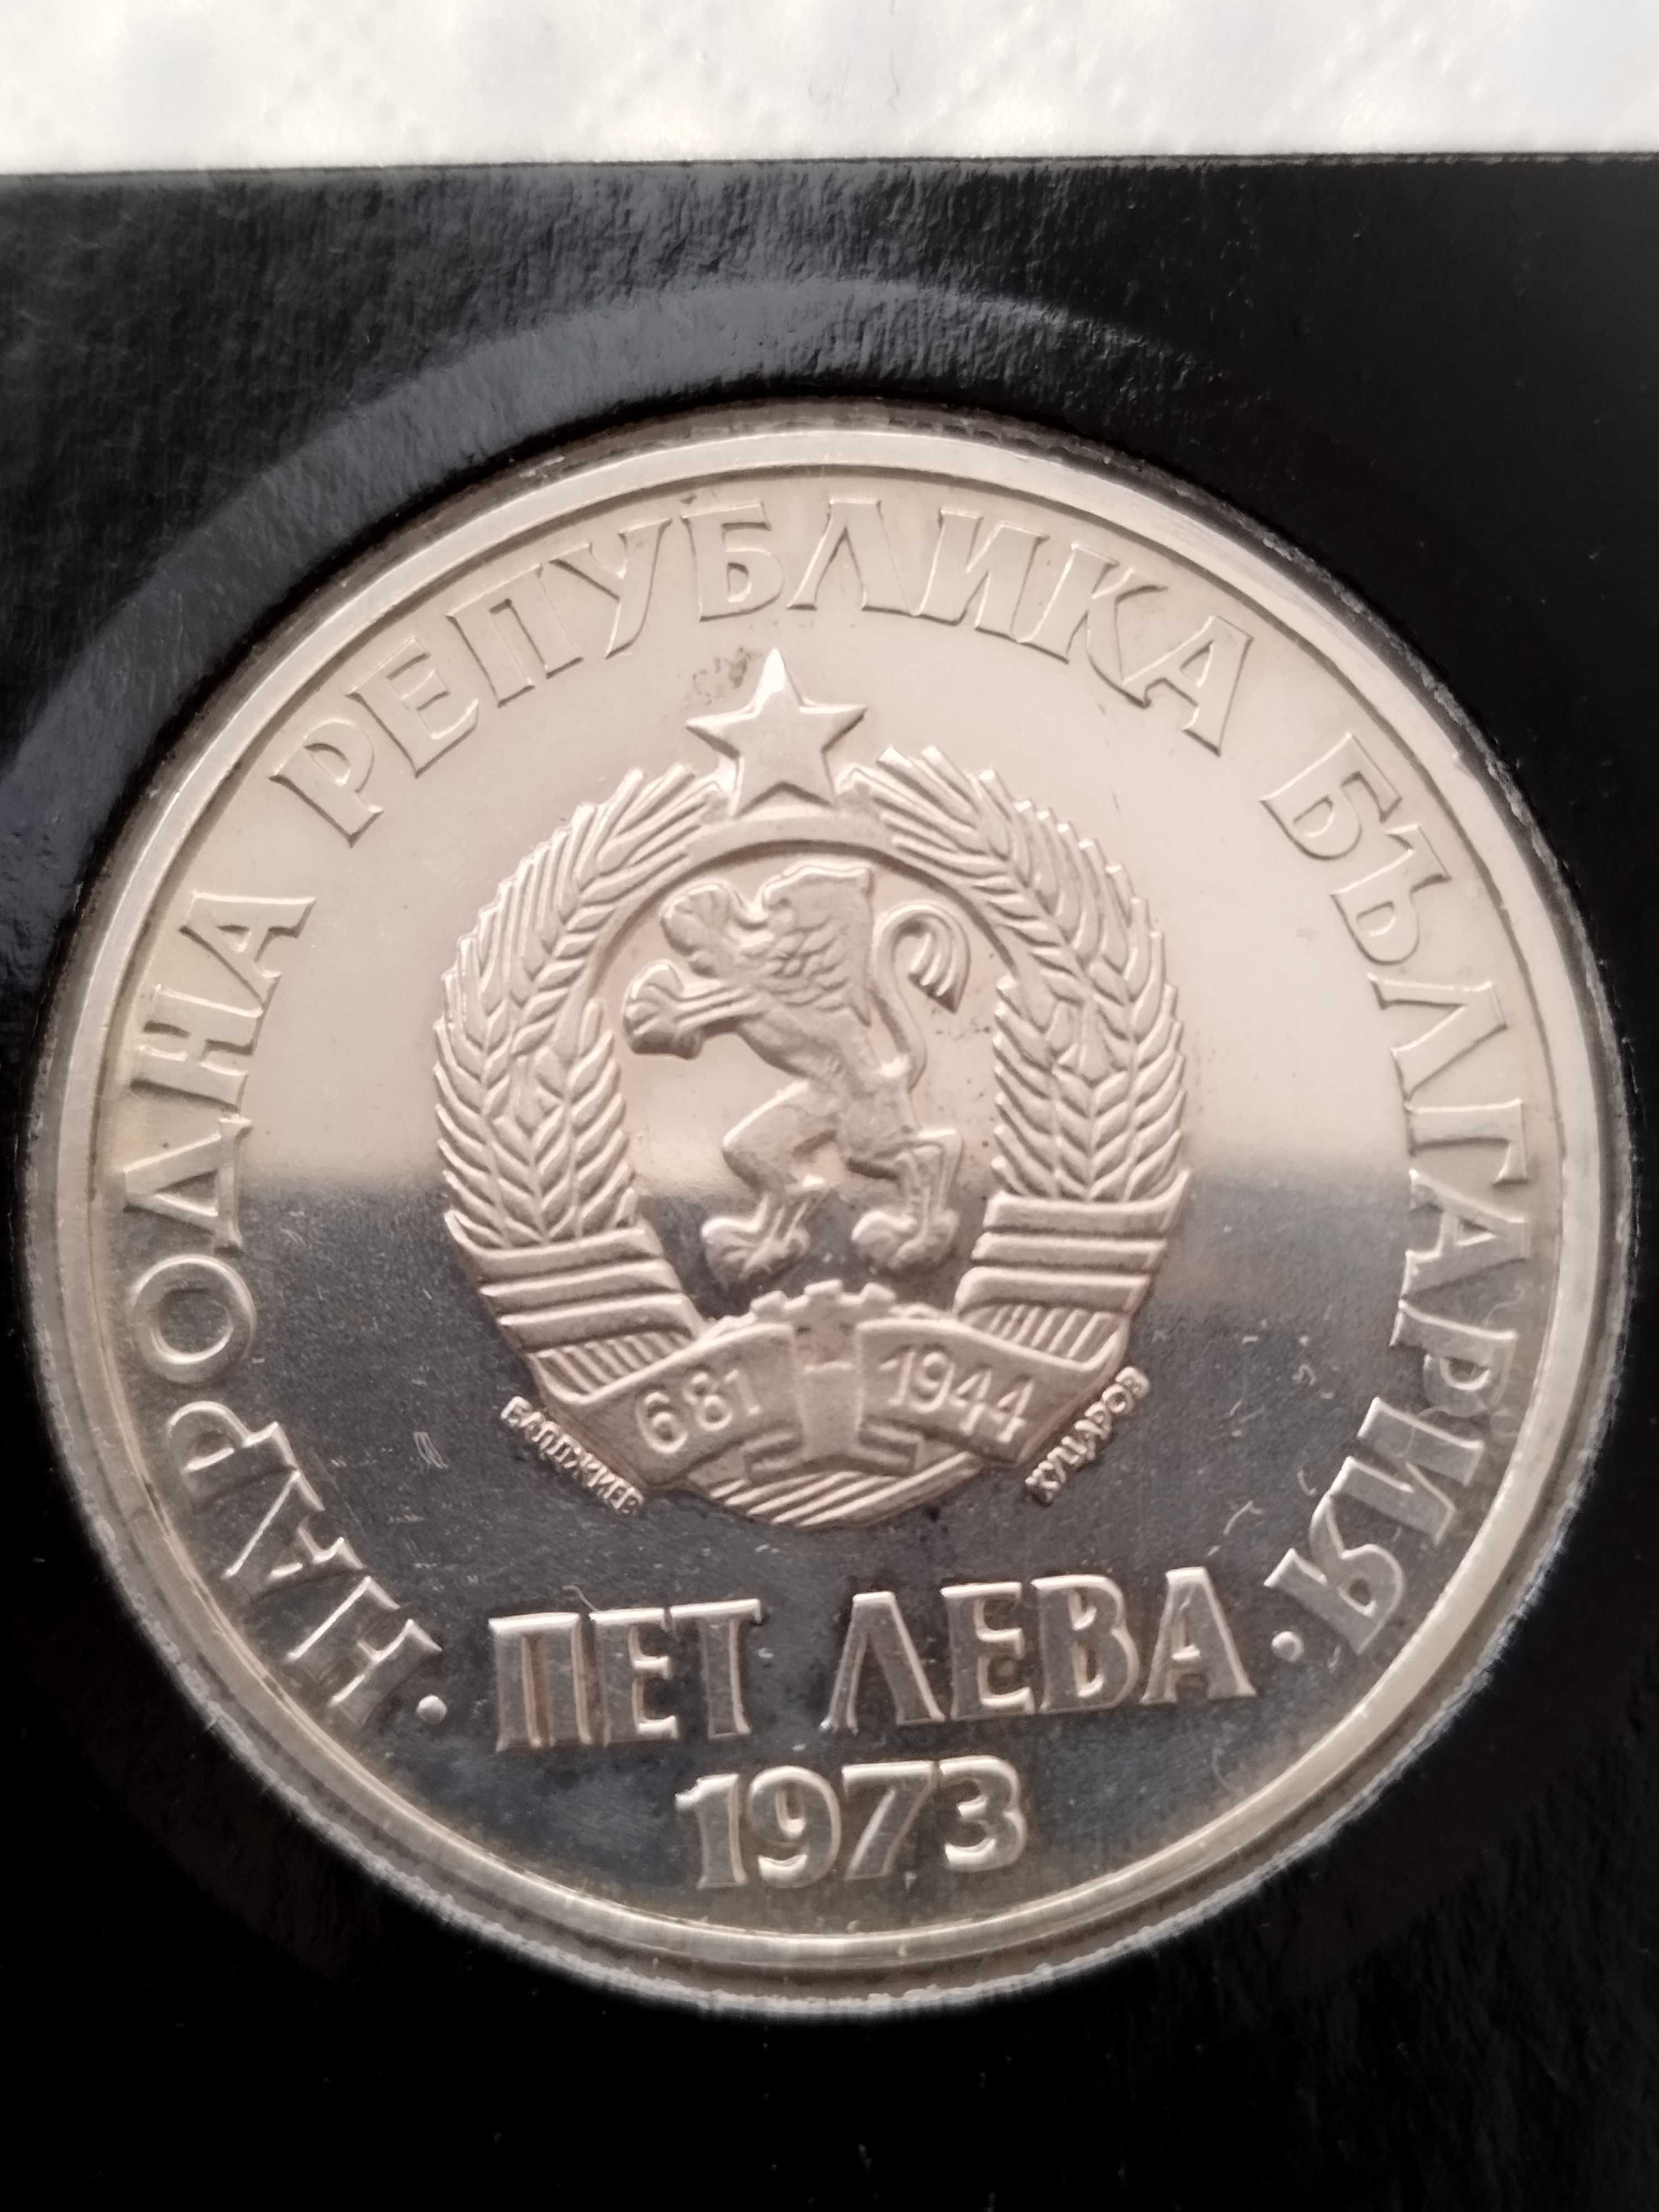 НАРОДНА РЕПУБЛИКА БЪЛГАРИЯ
681 1944
БАЛДЖИЕВ
КУЦАРОВ
· ПЕТ ЛЕВА ·
1973